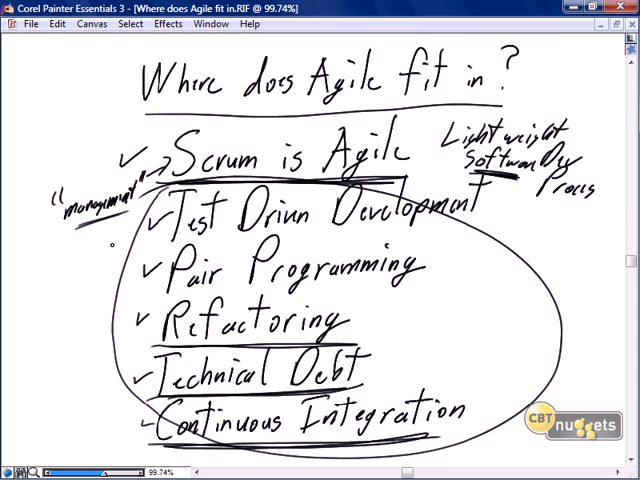 Corel Painter Essentials 3 - [Where does Agile fit in.RIF @ 99.74%]
File Edit Canvas Select Effects Window Help
Where does Agile fit in?
Scrum is Agile
Lightweight
Software Dev
Process
"management"
Test Driven Development
Pair Programming
Refactoring
Technical Debt
Continuous Integration
CBT
nuggets
99.74%